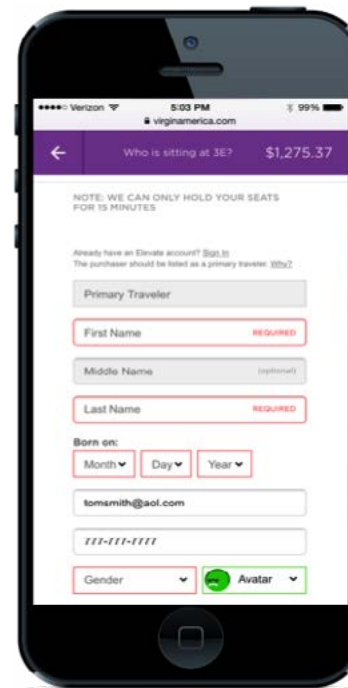 Verizon 5:03 PM 99%
virginamerica.com
Who is sitting at 3E? $1,275.37
NOTE: WE CAN ONLY HOLD YOUR SEATS
FOR 15 MINUTES
Already have an Elevate account? Sign In
The purchaser should be listed as a primary traveler. Why?
Primary Traveler
First Name REQUIRED
Middle Name (optional)
Last Name REQUIRED
Born on:
Month Day Year
tomsmith@aol.com
777-777-7777
Gender Avatar